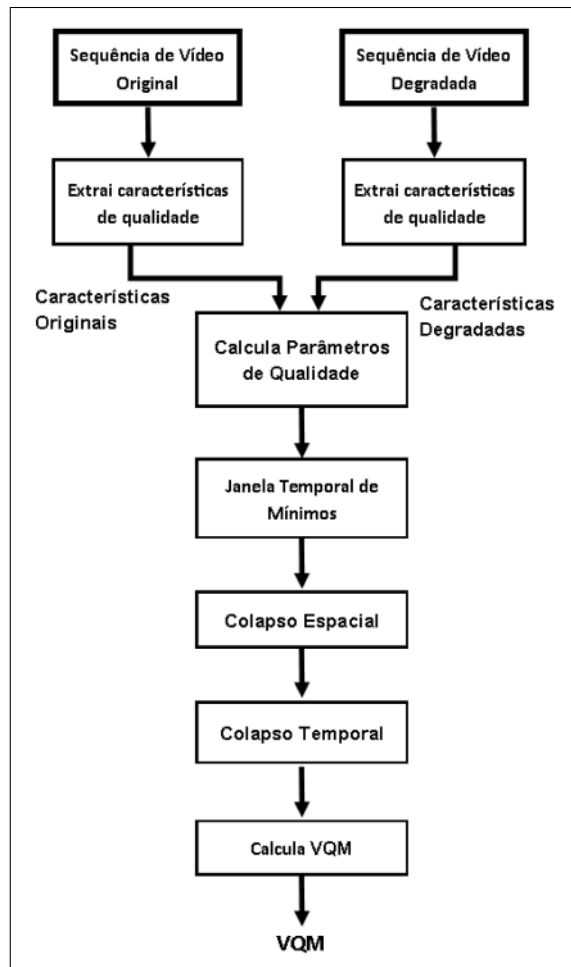 Sequência de Vídeo
Original
Sequência de Vídeo
Degradada
Extrai características
de qualidade
Extrai características
de qualidade
Características
Originais
Características
Degradadas
Calcula Parâmetros
de Qualidade
Janela Temporal de
Mínimos
Colapso Espacial
Colapso Temporal
Calcula VQM
VQM